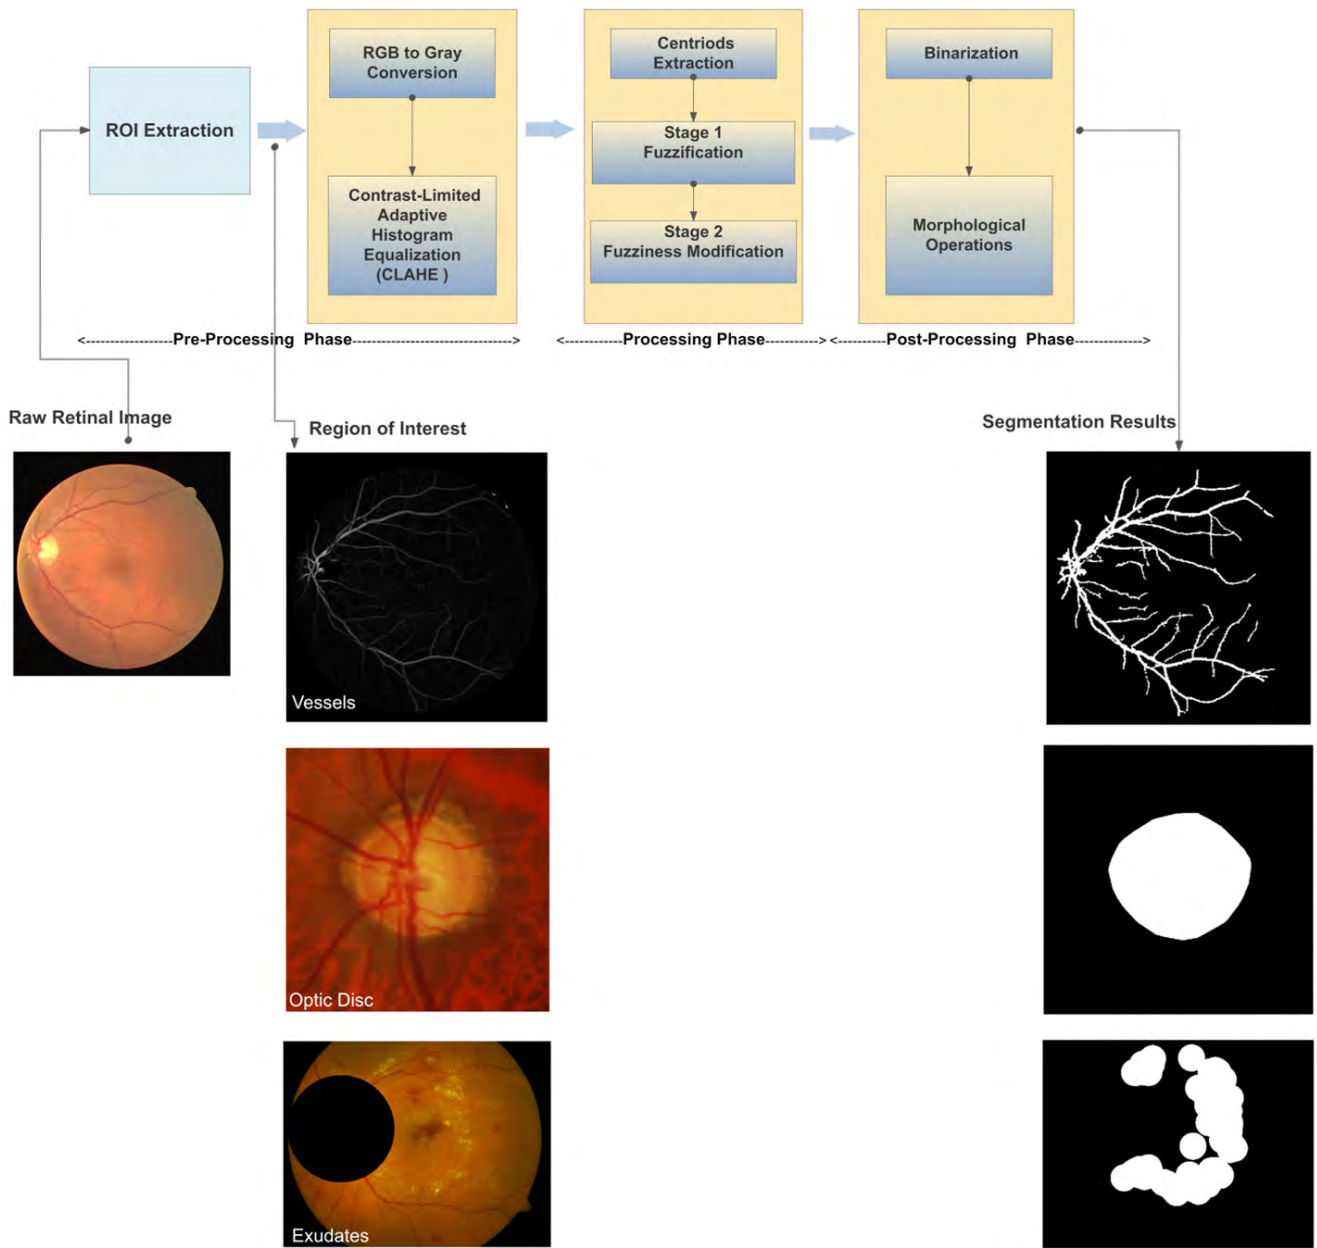 ROI Extraction
RGB to Gray
Conversion
Contrast-Limited
Adaptive
Histogram
Equalization
(CLAHE )
Centriods
Extraction
Stage 1
Fuzzification
Stage 2
Fuzziness Modification
Binarization
Morphological
Operations
<-----------------Pre-Processing Phase----------------------------->
<------------Processing Phase----------->
<---------Post-Processing Phase------------->
Raw Retinal Image
Region of Interest
Segmentation Results
Vessels
Optic Disc
Exudates